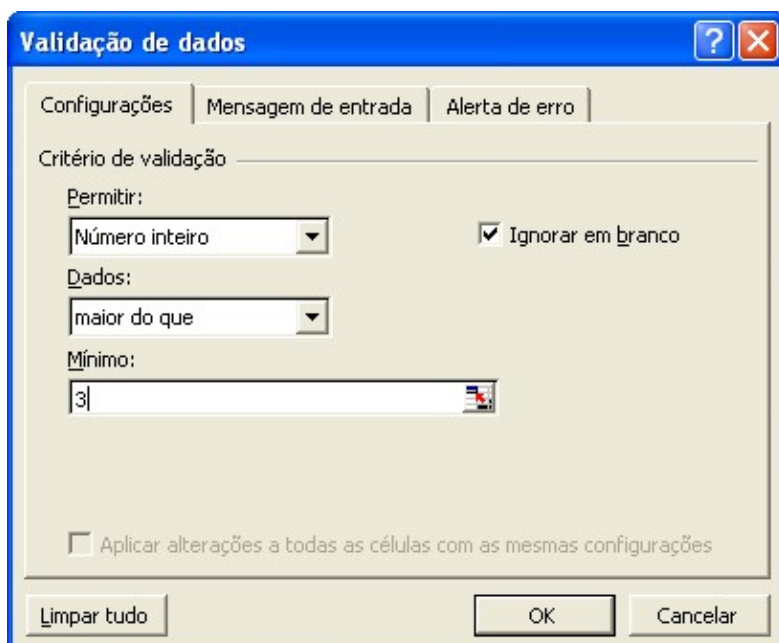 Validação de dados
Configurações Mensagem de entrada Alerta de erro
Critério de validação
Permitir:
Número inteiro Ignorar em branco
Dados:
maior do que
Mínimo:
3
Aplicar alterações a todas as células com as mesmas configurações
Limpar tudo OK Cancelar